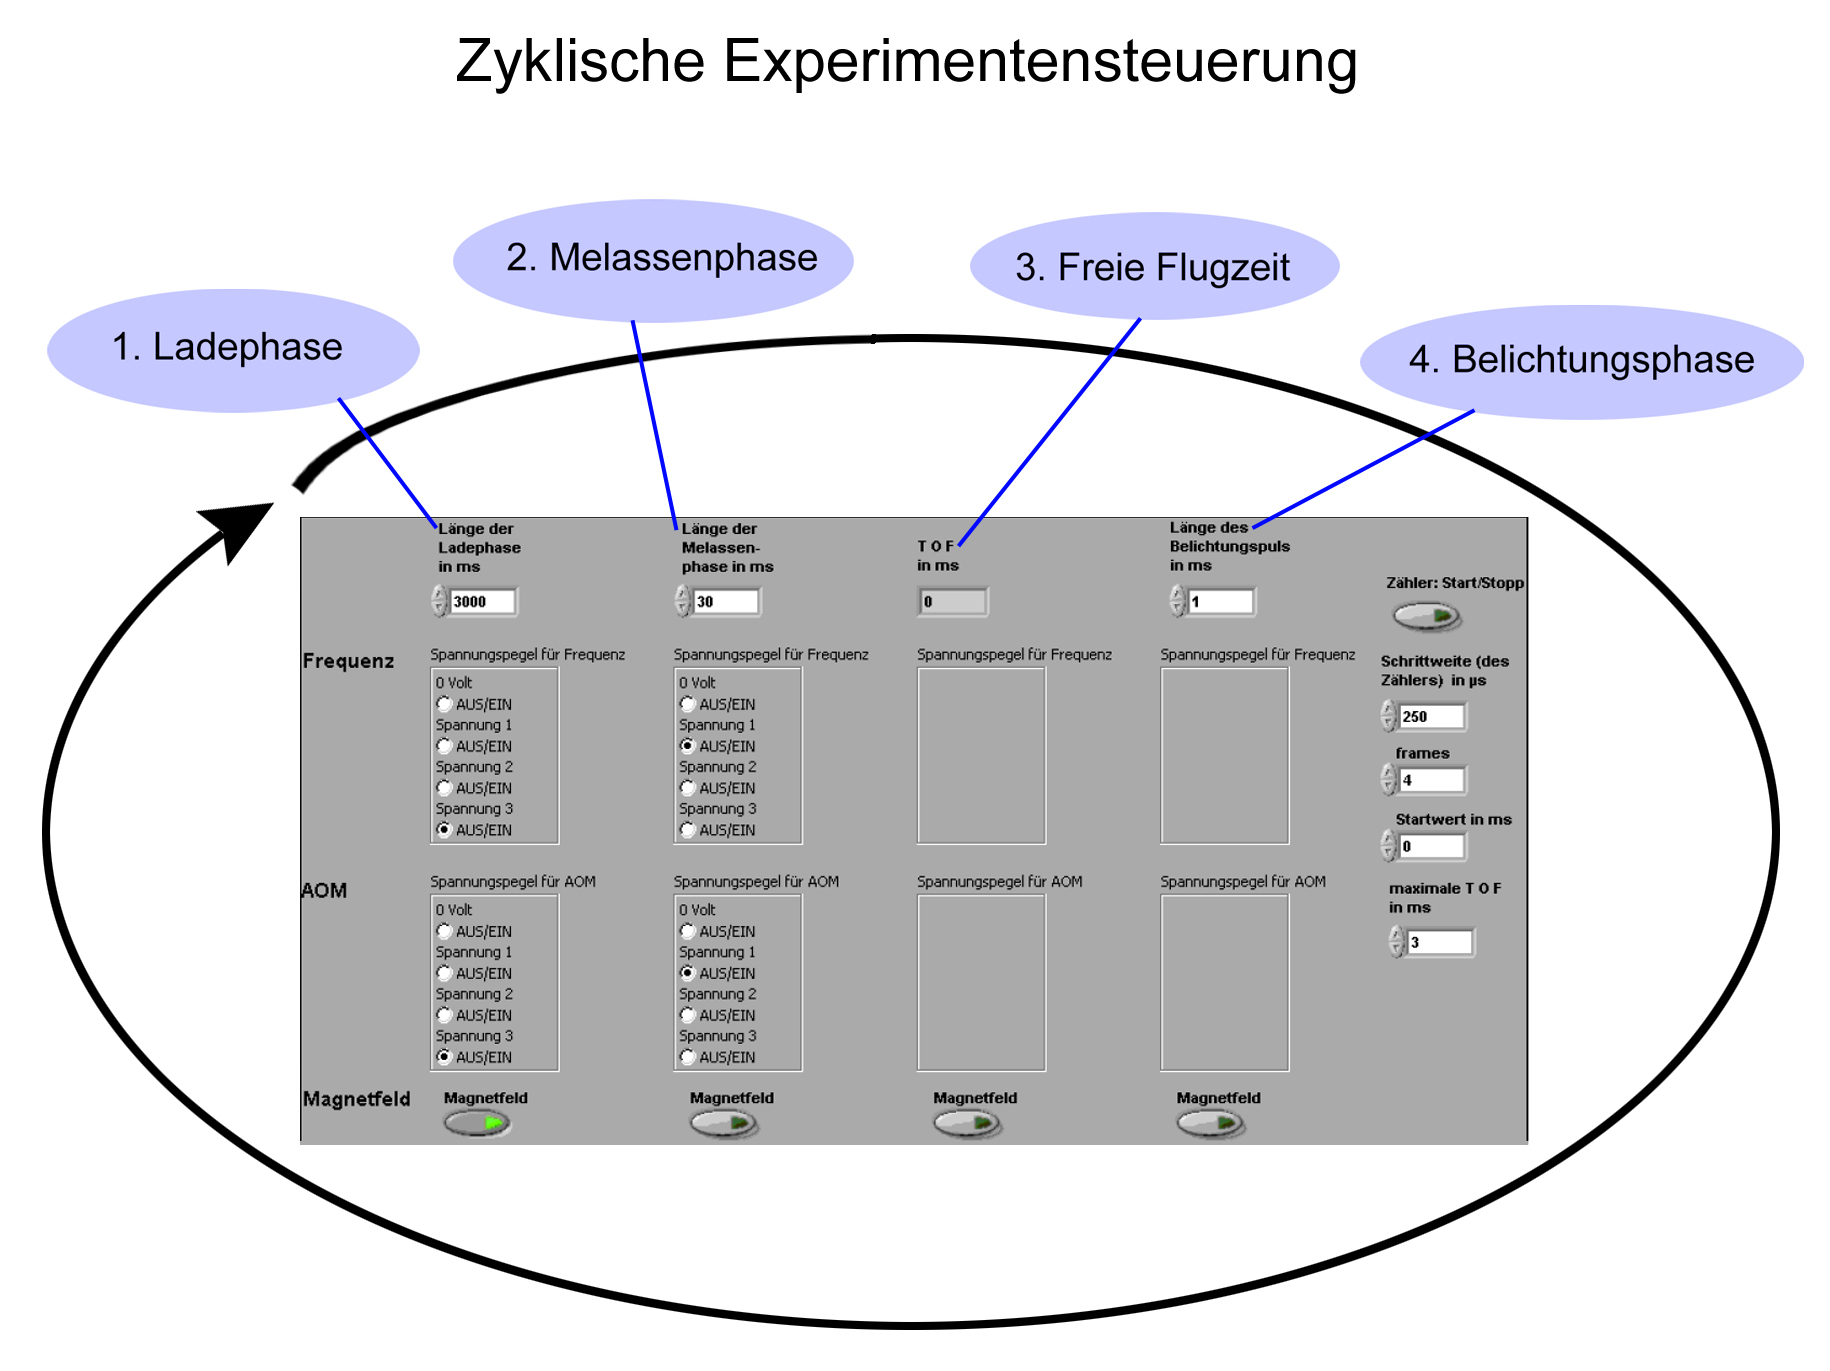 Zyklische Experimentensteuerung
1. Ladephase
2. Melassenphase
3. Freie Flugzeit
4. Belichtungsphase
Länge der
Ladephase
in ms
3000
Länge der
Melassen-
phase in ms
30
T O F
in ms
0
Länge des
Belichtungspuls
in ms
1
Zähler: Start/Stopp
Schrittweite (des
Zählers) in µs
250
frames
4
Startwert in ms
0
maximale T O F
in ms
3
Frequenz
Spannungspegel für Frequenz
0 Volt
AUS/EIN
Spannung 1
AUS/EIN
Spannung 2
AUS/EIN
Spannung 3
AUS/EIN
Spannungspegel für Frequenz
0 Volt
AUS/EIN
Spannung 1
AUS/EIN
Spannung 2
AUS/EIN
Spannung 3
AUS/EIN
Spannungspegel für Frequenz
Spannungspegel für Frequenz
AOM
Spannungspegel für AOM
0 Volt
AUS/EIN
Spannung 1
AUS/EIN
Spannung 2
AUS/EIN
Spannung 3
AUS/EIN
Spannungspegel für AOM
0 Volt
AUS/EIN
Spannung 1
AUS/EIN
Spannung 2
AUS/EIN
Spannung 3
AUS/EIN
Spannungspegel für AOM
Spannungspegel für AOM
Magnetfeld
Magnetfeld
Magnetfeld
Magnetfeld
Magnetfeld